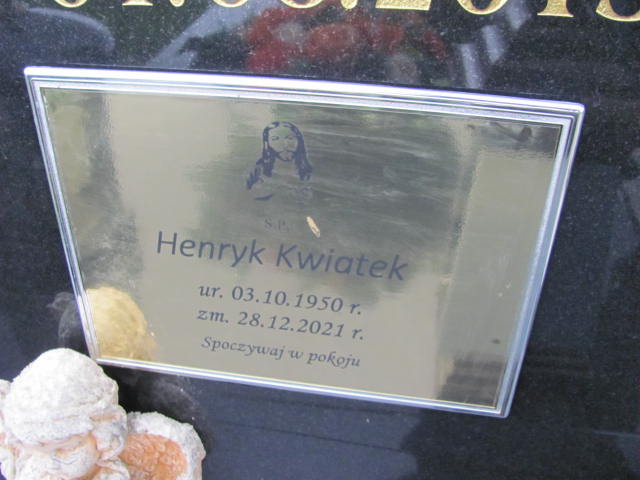 Ś.P.
Henryk Kwiatek
ur. 03.10.1950 r.
zm. 28.12.2021 r.
Spoczywaj w pokoju